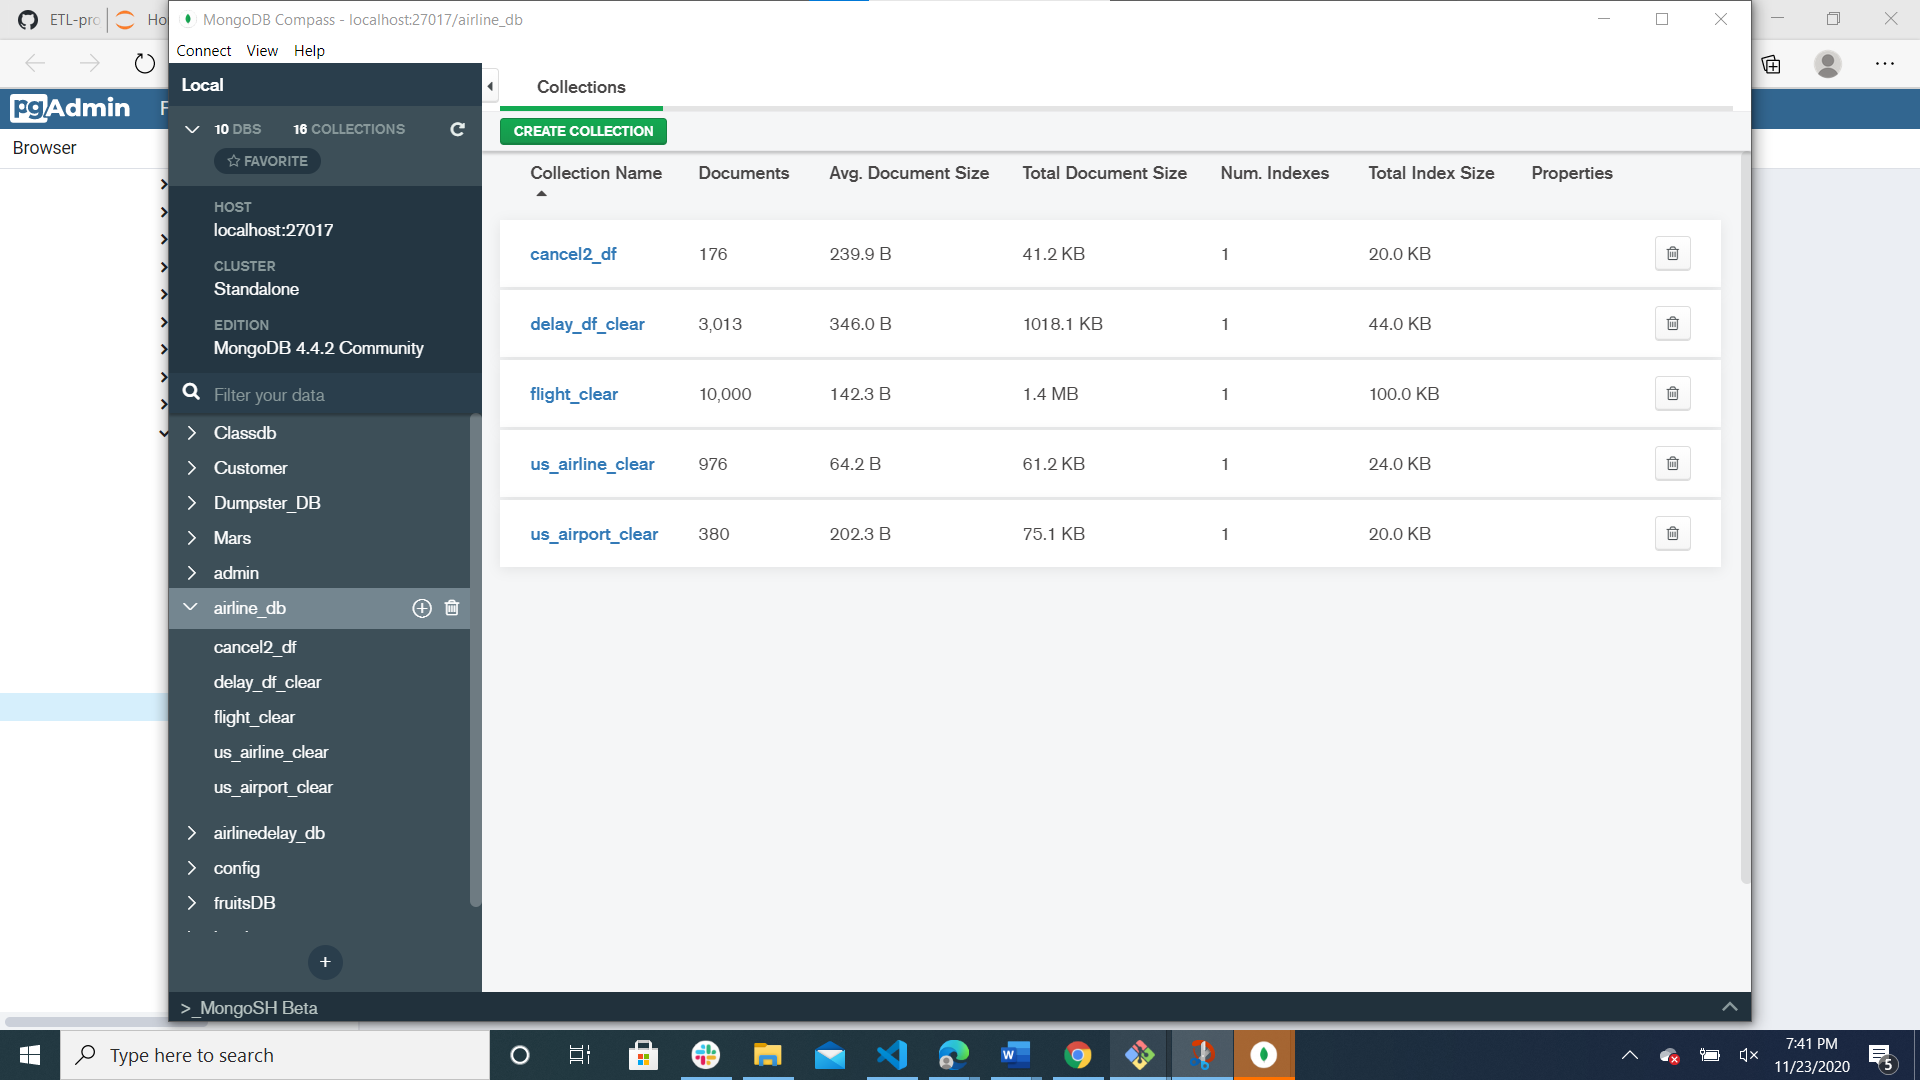 ETL-pro
Ho
MongoDB Compass - localhost:27017/airline_db
Connect View Help
pgAdmin
F
Browser
Local
10 DBS 16 COLLECTIONS
FAVORITE
HOST
localhost:27017
CLUSTER
Standalone
EDITION
MongoDB 4.4.2 Community
Filter your data
Classdb
Customer
Dumpster_DB
Mars
admin
airline_db
cancel2_df
delay_df_clear
flight_clear
us_airline_clear
us_airport_clear
airlinedelay_db
config
fruitsDB
+
Collections
CREATE COLLECTION
Collection Name Documents Avg. Document Size Total Document Size Num. Indexes Total Index Size Properties
cancel2_df 176 239.9 B 41.2 KB 1 20.0 KB
delay_df_clear 3,013 346.0 B 1018.1 KB 1 44.0 KB
flight_clear 10,000 142.3 B 1.4 MB 1 100.0 KB
us_airline_clear 976 64.2 B 61.2 KB 1 24.0 KB
us_airport_clear 380 202.3 B 75.1 KB 1 20.0 KB
>_MongoSH Beta
Type here to search
7:41 PM
11/23/2020
5